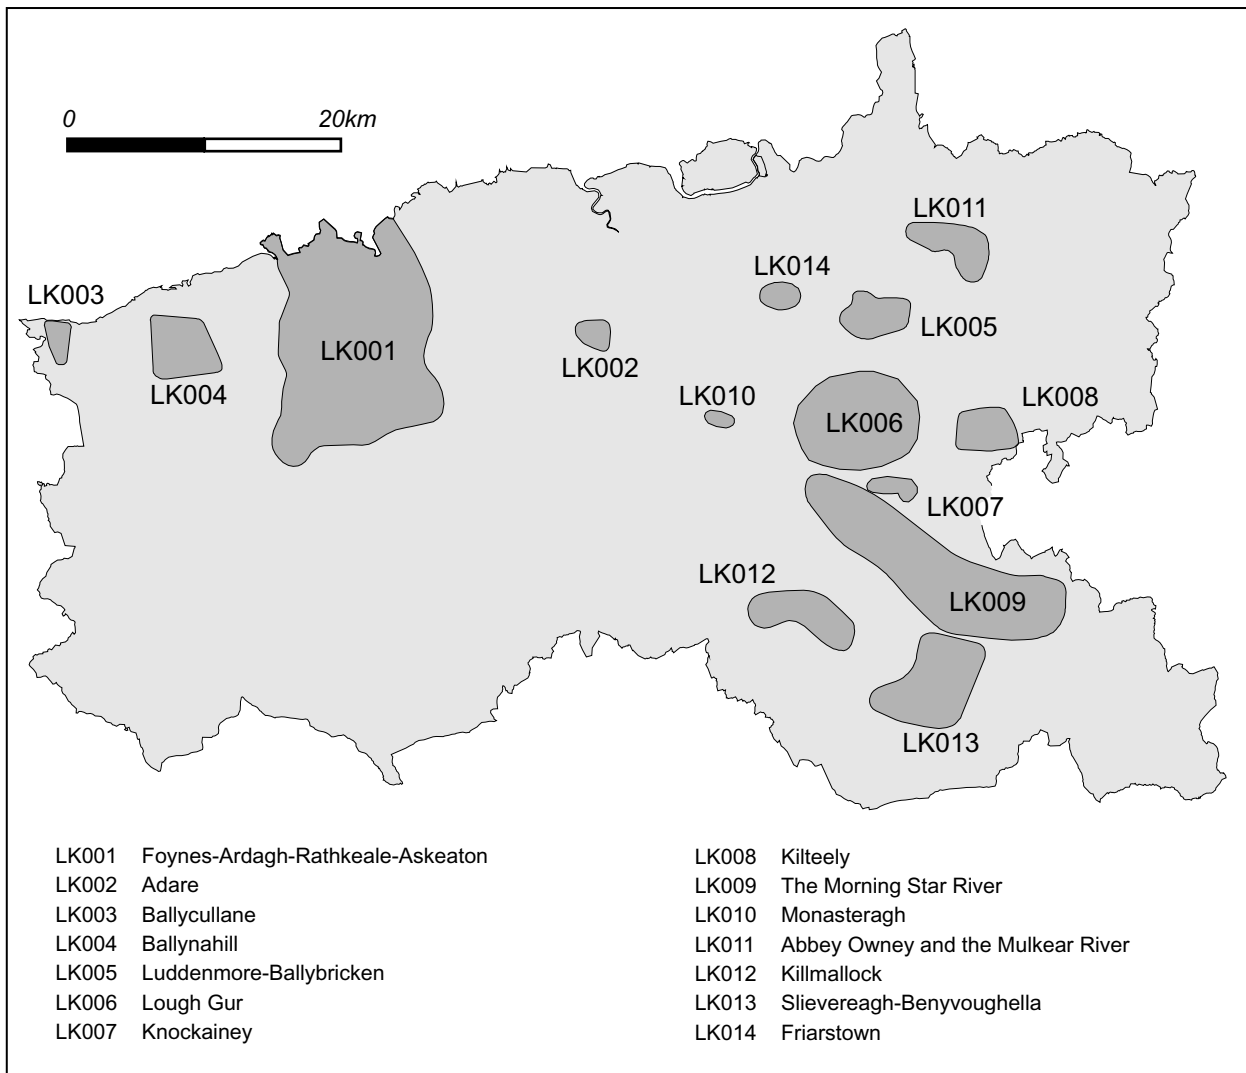 0 20km
LK011
LK014
LK003
LK005
LK001
LK002
LK004
LK010
LK008
LK006
LK007
LK012
LK009
LK013
LK001 Foynes-Ardagh-Rathkeale-Askeaton
LK002 Adare
LK003 Ballycullane
LK004 Ballynahill
LK005 Luddenmore-Ballybricken
LK006 Lough Gur
LK007 Knockainey
LK008 Kilteely
LK009 The Morning Star River
LK010 Monasteragh
LK011 Abbey Owney and the Mulkear River
LK012 Killmallock
LK013 Slievereagh-Benyvoughella
LK014 Friarstown